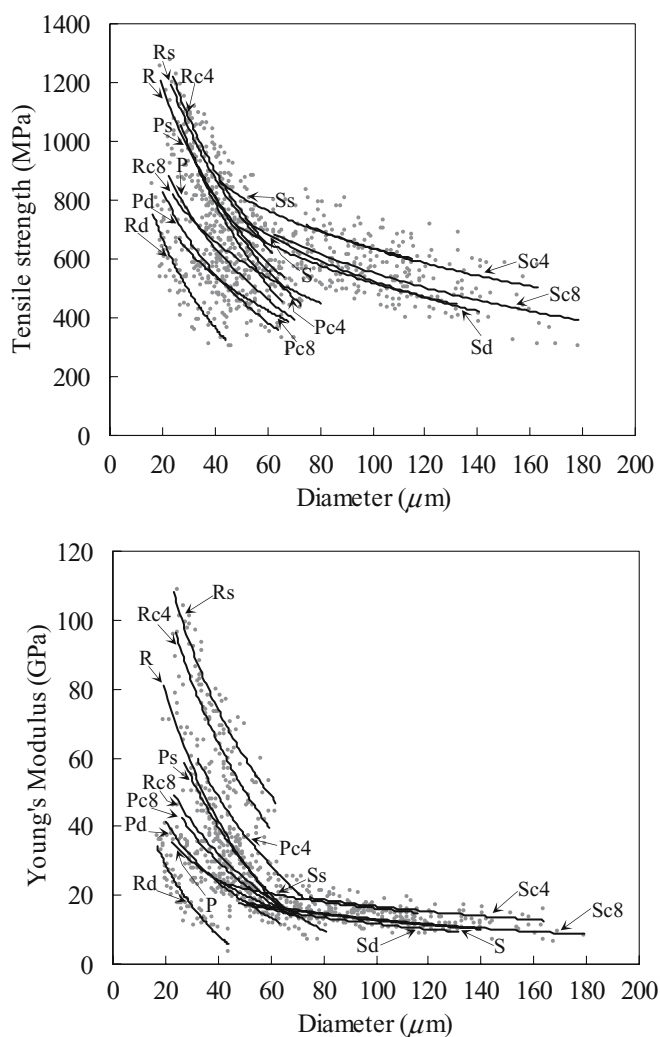 1400
1200
1000
800
600
400
200
0
Tensile strength (MPa)
Rs
R
Rc4
Ps
P
Rc8
Pd
Rd
Ss
S
Sc4
Sc8
Sd
Pc4
Pc8
0 20 40 60 80 100 120 140 160 180 200
Diameter (μm)
120
100
80
60
40
20
0
Young's Modulus (GPa)
Rs
Rc4
R
Ps
Rc8
Pc8
Pd
Rd
P
Pc4
Ss
Sc4
Sc8
Sd
S
0 20 40 60 80 100 120 140 160 180 200
Diameter (μm)